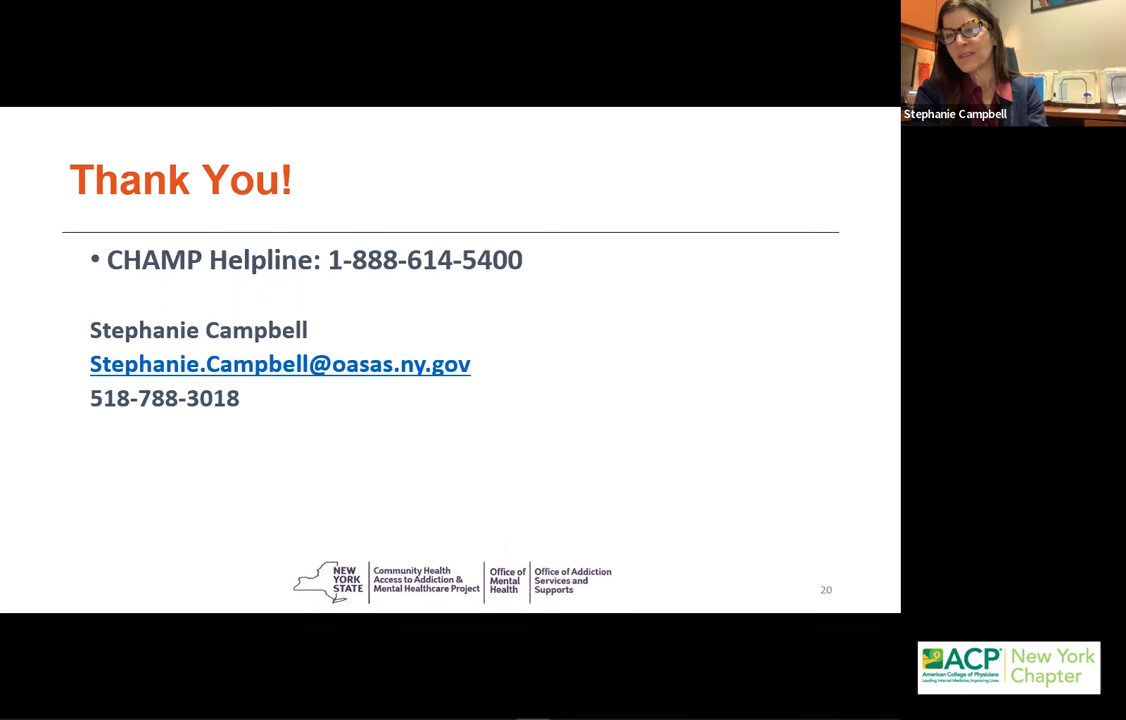 Stephanie Campbell
Thank You!
• CHAMP Helpline: 1-888-614-5400
Stephanie Campbell
Stephanie.Campbell@oasas.ny.gov
518-788-3018
NEW
YORK
STATE
Community Health
Access to Addiction &
Mental Healthcare Project
Office of
Mental
Health
Office of Addiction
Services and
Supports
20
ACP®
American College of Physicians
Leading Internal Medicine, Improving Lives
New York
Chapter